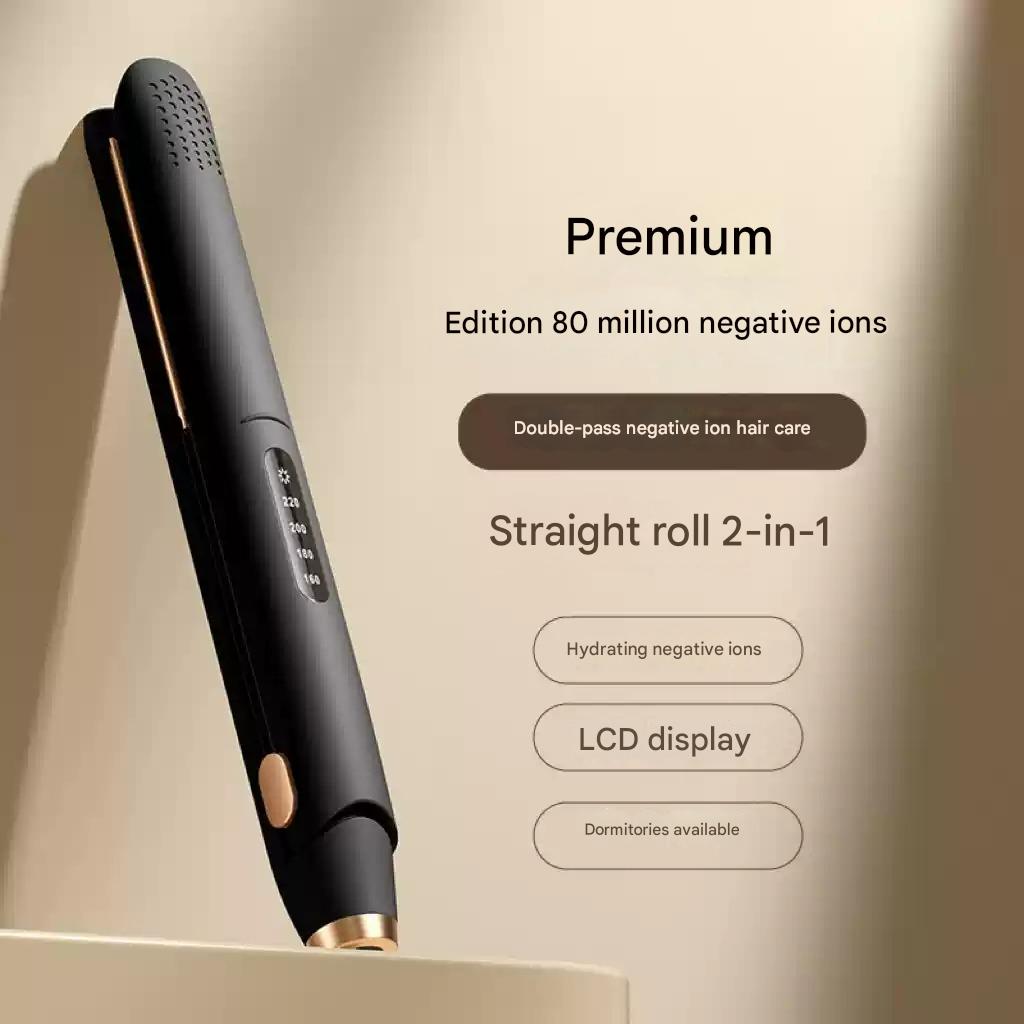 Premium
Edition 80 million negative ions
Double-pass negative ion hair care
Straight roll 2-in-1
Hydrating negative ions
LCD display
Dormitories available
220
200
180
160